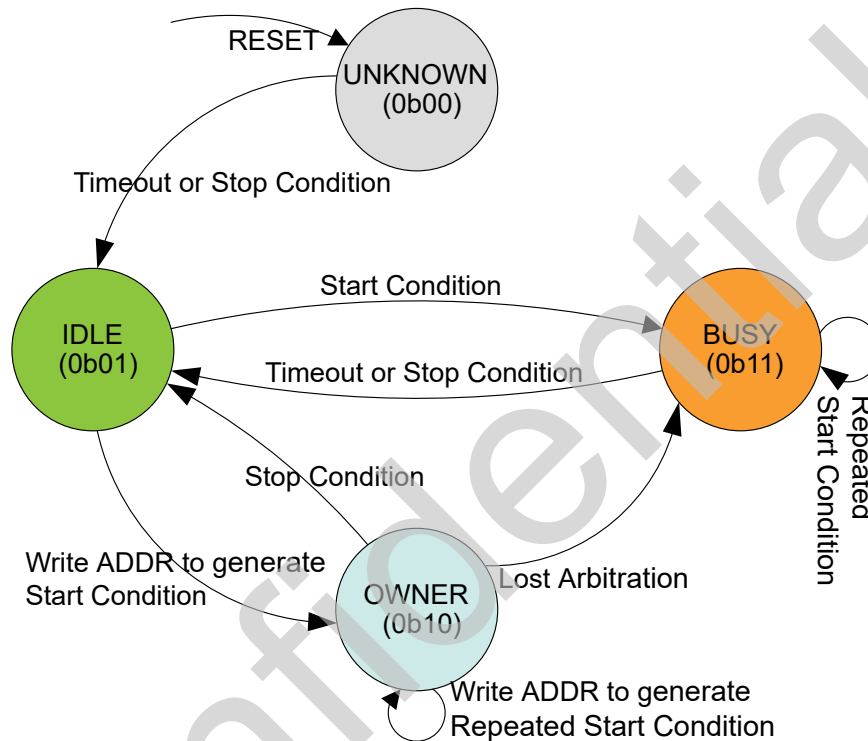 RESET
UNKNOWN
(0b00)
Timeout or Stop Condition
Start Condition
IDLE
(0b01)
BUSY
(0b11)
Timeout or Stop Condition
Repeated
Start Condition
Stop Condition
Write ADDR to generate
Start Condition
Lost Arbitration
OWNER
(0b10)
Write ADDR to generate
Repeated Start Condition
nfidential